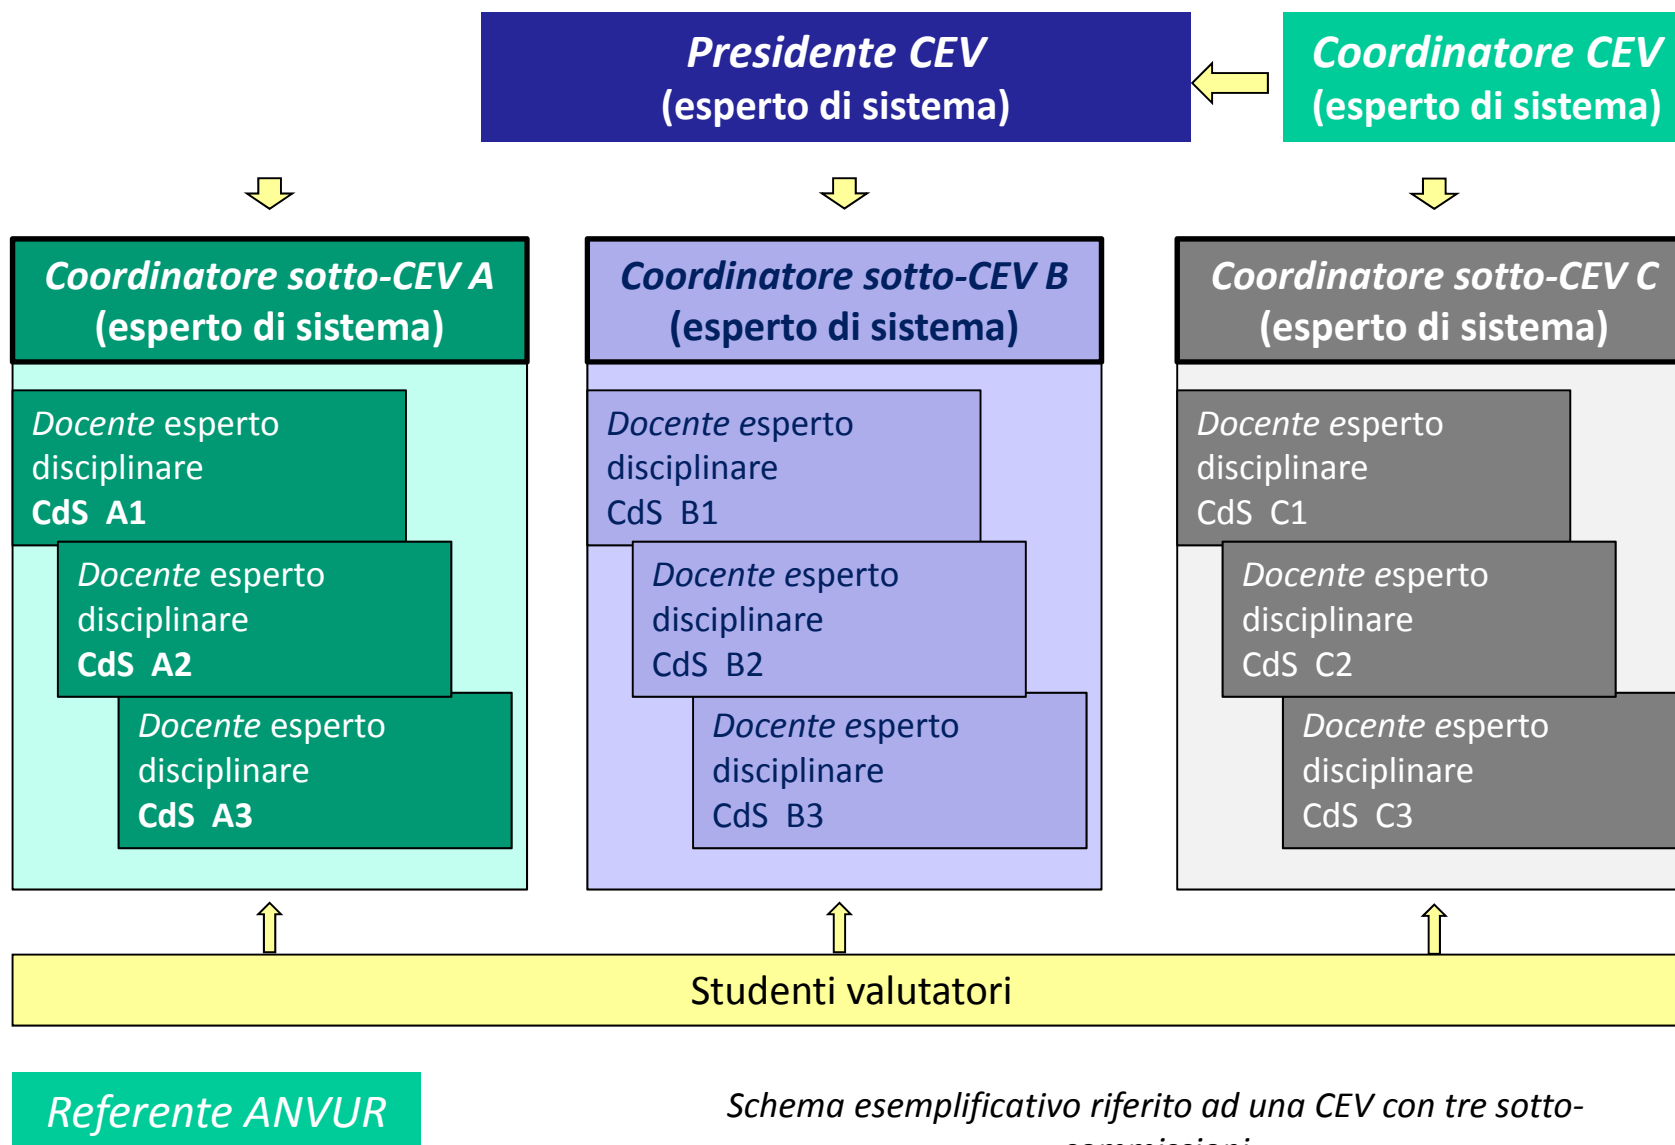 Presidente CEV
(esperto di sistema)
Coordinatore CEV
(esperto di sistema)
Coordinatore sotto-CEV A
(esperto di sistema)
Docente esperto
disciplinare
CdS A1
Docente esperto
disciplinare
CdS A2
Docente esperto
disciplinare
CdS A3
Coordinatore sotto-CEV B
(esperto di sistema)
Docente esperto
disciplinare
CdS B1
Docente esperto
disciplinare
CdS B2
Docente esperto
disciplinare
CdS B3
Coordinatore sotto-CEV C
(esperto di sistema)
Docente esperto
disciplinare
CdS C1
Docente esperto
disciplinare
CdS C2
Docente esperto
disciplinare
CdS C3
Studenti valutatori
Referente ANVUR
Schema esemplificativo riferito ad una CEV con tre sotto-